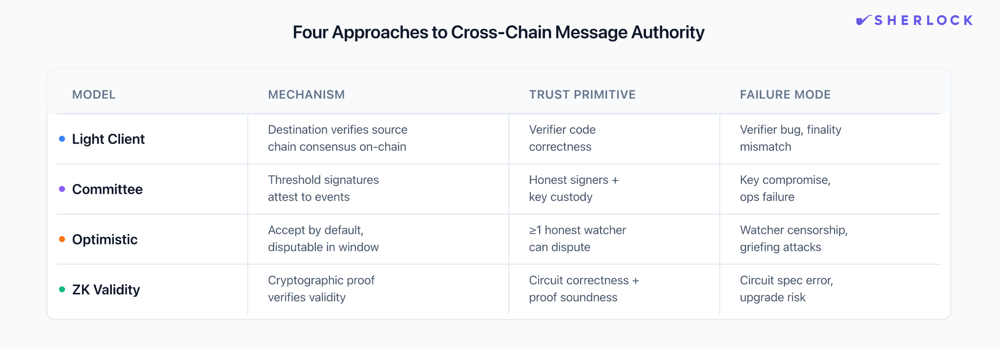 SHERLOCK
Four Approaches to Cross-Chain Message Authority
MODEL
MECHANISM
TRUST PRIMITIVE
FAILURE MODE
Light Client
Destination verifies source
chain consensus on-chain
Verifier code
correctness
Verifier bug, finality
mismatch
Committee
Threshold signatures
attest to events
Honest signers +
key custody
Key compromise,
ops failure
Optimistic
Accept by default,
disputable in window
≥1 honest watcher
can dispute
Watcher censorship,
griefing attacks
ZK Validity
Cryptographic proof
verifies validity
Circuit correctness +
proof soundness
Circuit spec error,
upgrade risk